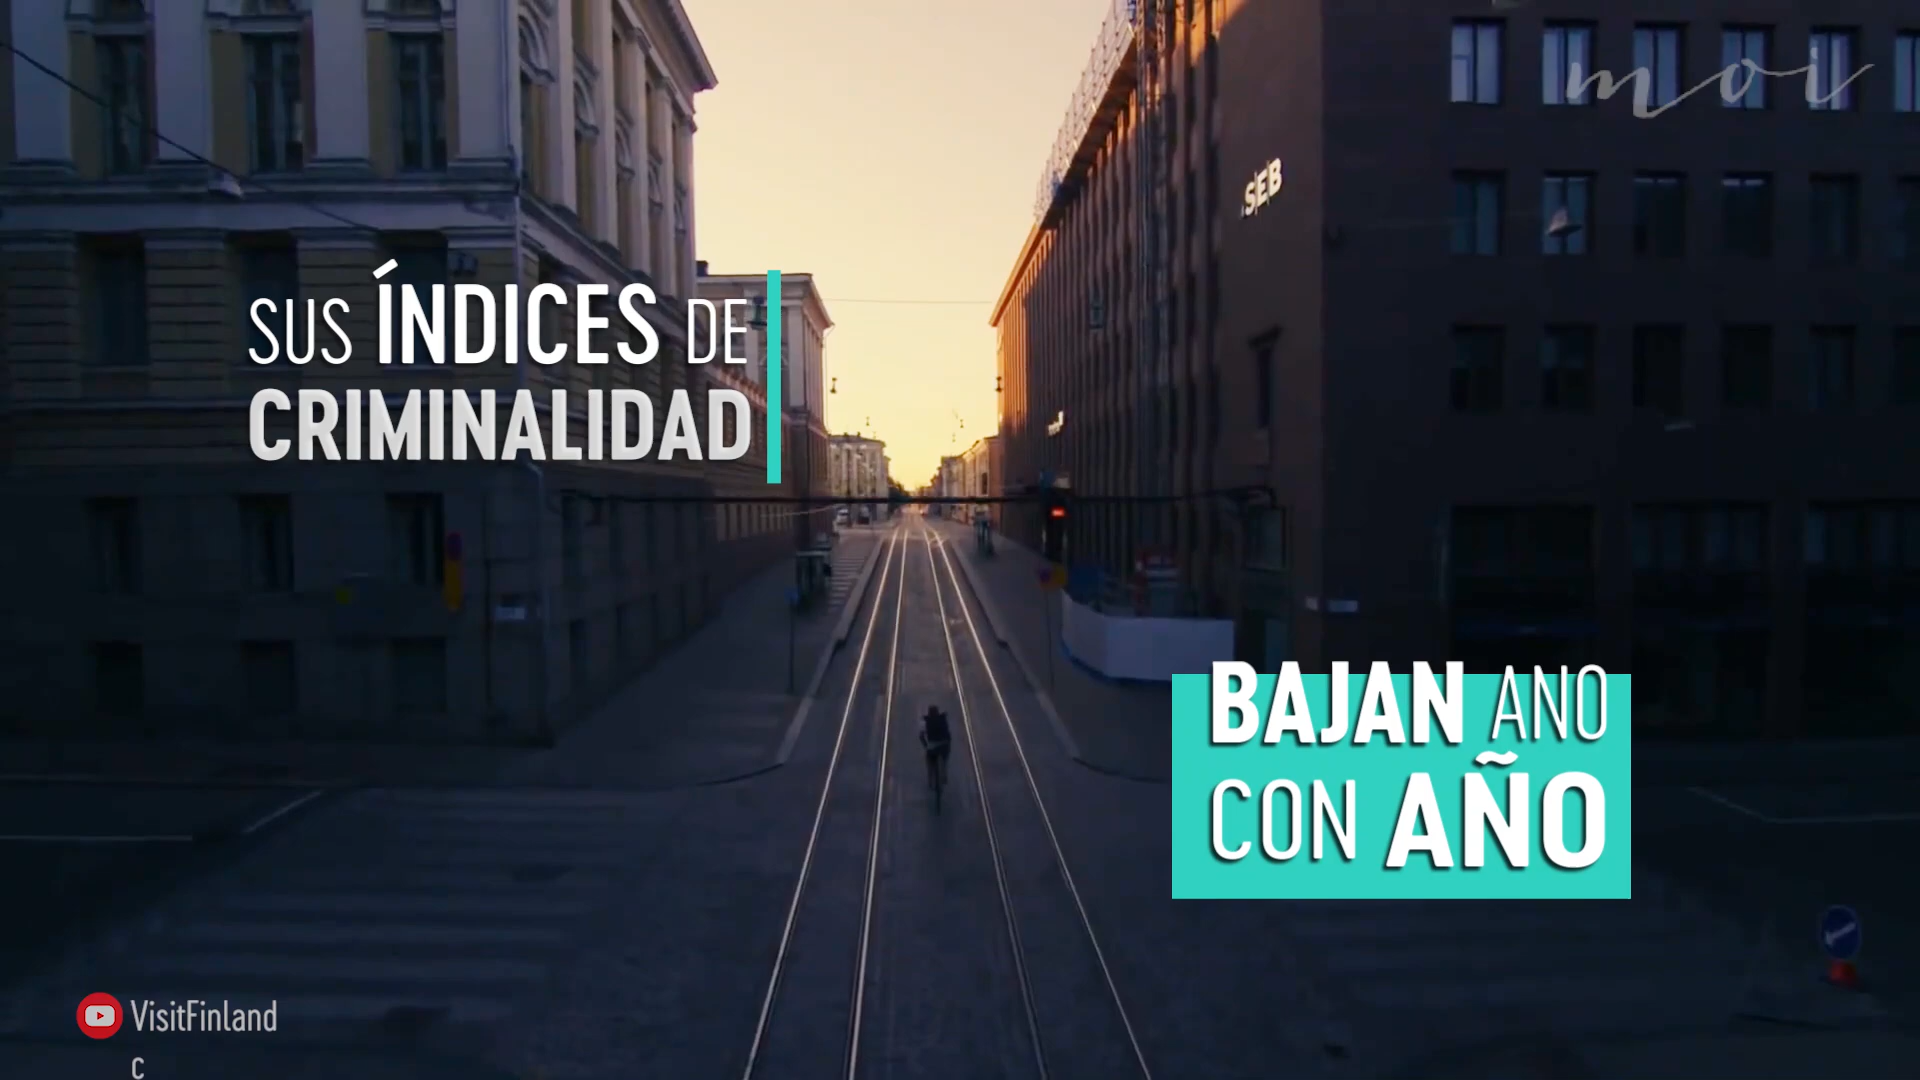 moi
SEB
SUS ÍNDICES DE
CRIMINALIDAD
BAJAN ANO
CON AÑO
VisitFinland
C